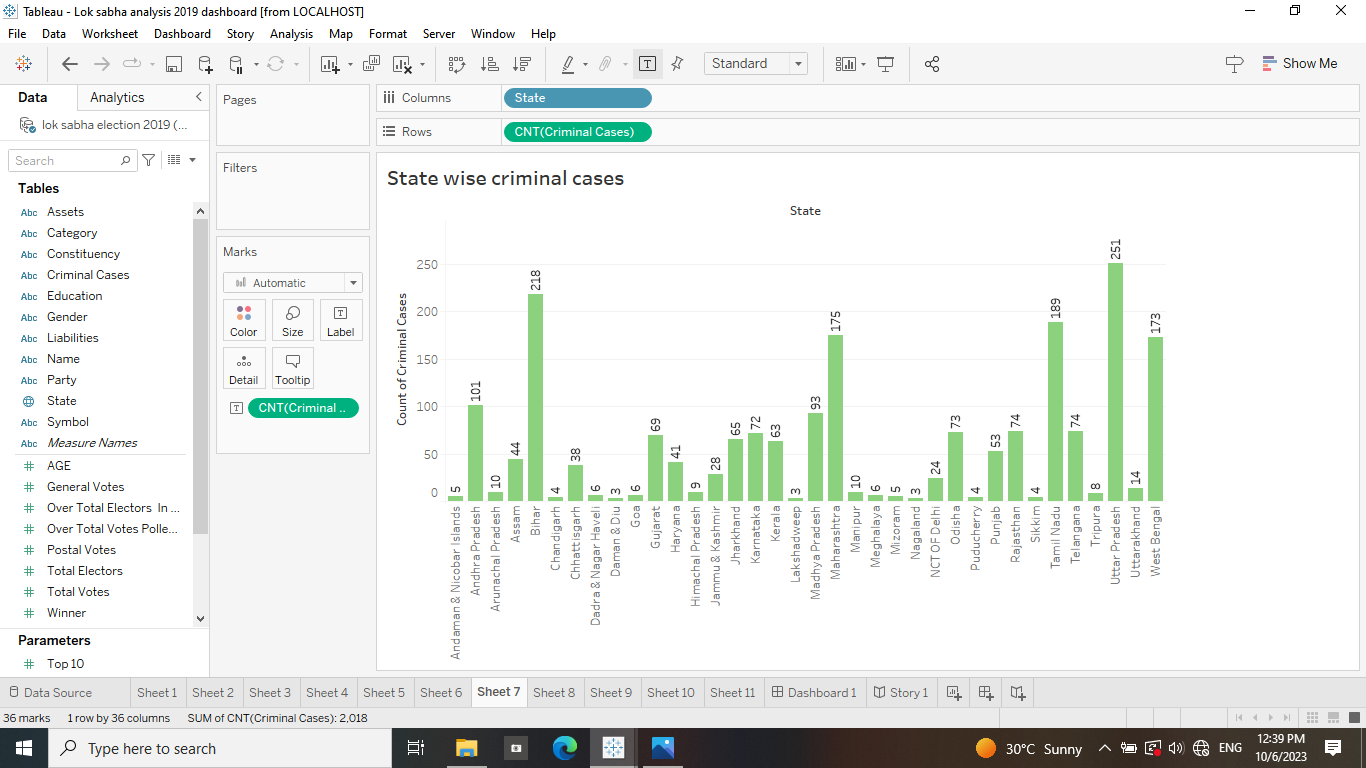 Tableau - Lok sabha analysis 2019 dashboard [from LOCALHOST]
File Data Worksheet Dashboard Story Analysis Map Format Server Window Help
Standard
Show Me
Data Analytics
lok sabha election 2019 (...
Search
Tables
Abc Assets
Abc Category
Abc Constituency
Abc Criminal Cases
Abc Education
Abc Gender
Abc Liabilities
Abc Name
Abc Party
State
Abc Symbol
Abc Measure Names
# AGE
# General Votes
# Over Total Electors In ...
# Over Total Votes Polle...
# Postal Votes
# Total Electors
# Total Votes
# Winner
Parameters
# Top 10
Pages
Filters
Marks
Automatic
Color Size Label
Detail Tooltip
CNT(Criminal ..
Columns State
Rows CNT(Criminal Cases)
State wise criminal cases
State
Count of Criminal Cases
250
200
150
100
50
0
5
101
10
44
218
4
38
6
3
6
69
41
9
28
65
72
63
3
93
175
10
6
5
3
24
73
4
53
74
4
189
74
8
251
14
173
Andaman & Nicobar Islands
Andhra Pradesh
Arunachal Pradesh
Assam
Bihar
Chandigarh
Chhattisgarh
Dadra & Nagar Haveli
Daman & Diu
Goa
Gujarat
Haryana
Himachal Pradesh
Jammu & Kashmir
Jharkhand
Karnataka
Kerala
Lakshadweep
Madhya Pradesh
Maharashtra
Manipur
Meghalaya
Mizoram
Nagaland
NCT OF Delhi
Odisha
Puducherry
Punjab
Rajasthan
Sikkim
Tamil Nadu
Telangana
Tripura
Uttar Pradesh
Uttarakhand
West Bengal
Data Source Sheet 1 Sheet 2 Sheet 3 Sheet 4 Sheet 5 Sheet 6 Sheet 7 Sheet 8 Sheet 9 Sheet 10 Sheet 11 Dashboard 1 Story 1
36 marks 1 row by 36 columns SUM of CNT(Criminal Cases): 2,018
Type here to search
30°C Sunny
ENG
12:39 PM
10/6/2023